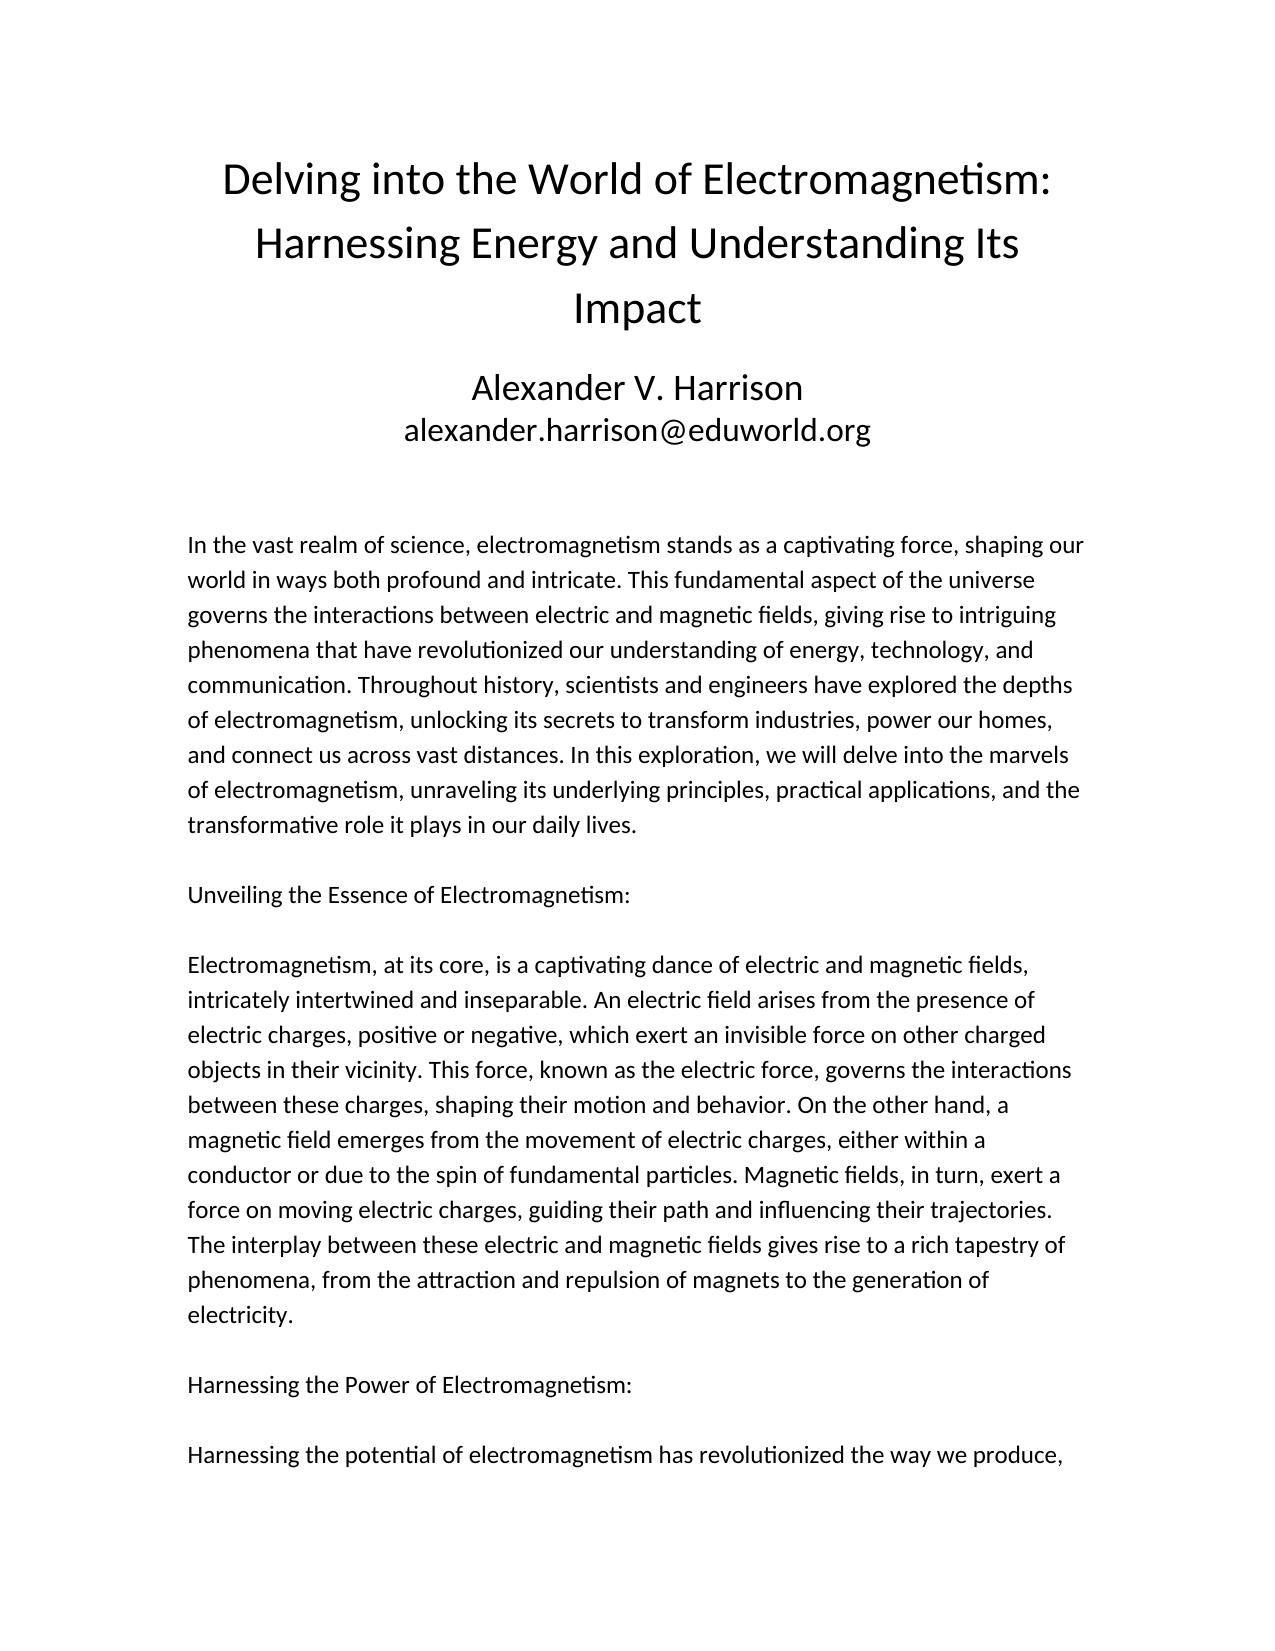 Delving into the World of Electromagnetism:
Harnessing Energy and Understanding Its
Impact
Alexander V. Harrison
alexander.harrison@eduworld.org
In the vast realm of science, electromagnetism stands as a captivating force, shaping our
world in ways both profound and intricate. This fundamental aspect of the universe
governs the interactions between electric and magnetic fields, giving rise to intriguing
phenomena that have revolutionized our understanding of energy, technology, and
communication. Throughout history, scientists and engineers have explored the depths
of electromagnetism, unlocking its secrets to transform industries, power our homes,
and connect us across vast distances. In this exploration, we will delve into the marvels
of electromagnetism, unraveling its underlying principles, practical applications, and the
transformative role it plays in our daily lives.
Unveiling the Essence of Electromagnetism:
Electromagnetism, at its core, is a captivating dance of electric and magnetic fields,
intricately intertwined and inseparable. An electric field arises from the presence of
electric charges, positive or negative, which exert an invisible force on other charged
objects in their vicinity. This force, known as the electric force, governs the interactions
between these charges, shaping their motion and behavior. On the other hand, a
magnetic field emerges from the movement of electric charges, either within a
conductor or due to the spin of fundamental particles. Magnetic fields, in turn, exert a
force on moving electric charges, guiding their path and influencing their trajectories.
The interplay between these electric and magnetic fields gives rise to a rich tapestry of
phenomena, from the attraction and repulsion of magnets to the generation of
electricity.
Harnessing the Power of Electromagnetism:
Harnessing the potential of electromagnetism has revolutionized the way we produce,